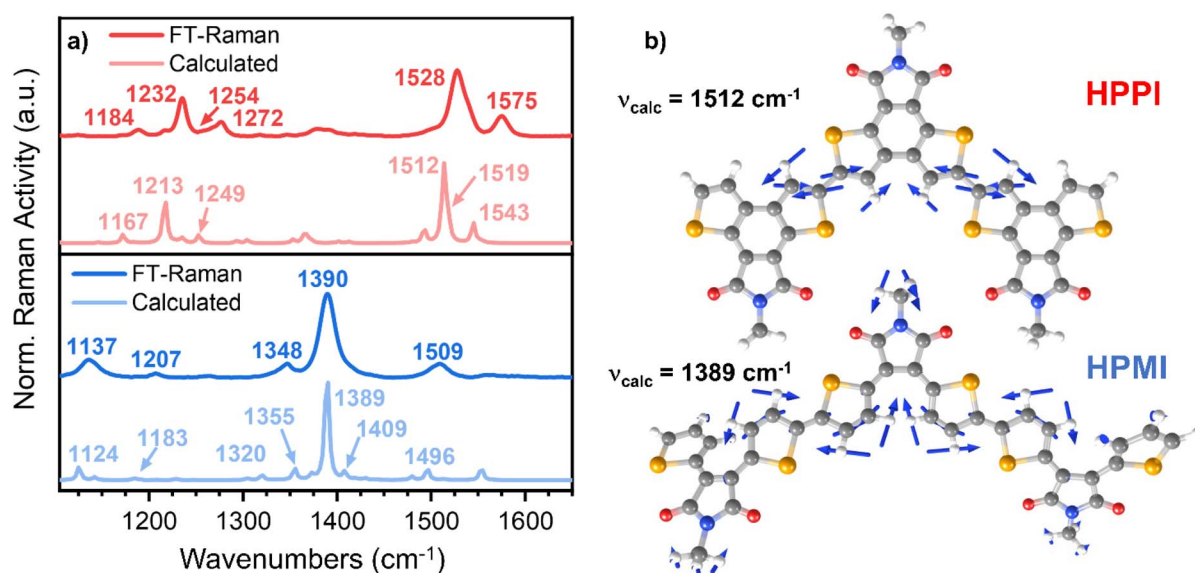 a)
FT-Raman
Calculated
1184
1232
1254
1272
1528
1575
1167
1213
1249
1512
1519
1543
FT-Raman
Calculated
1137
1207
1348
1390
1509
1124
1183
1320
1355
1389
1409
1496
Norm. Raman Activity (a.u.)
1200 1300 1400 1500 1600
Wavenumbers (cm⁻¹)
b)
νcalc = 1512 cm⁻¹
HPPI
νcalc = 1389 cm⁻¹
HPMI